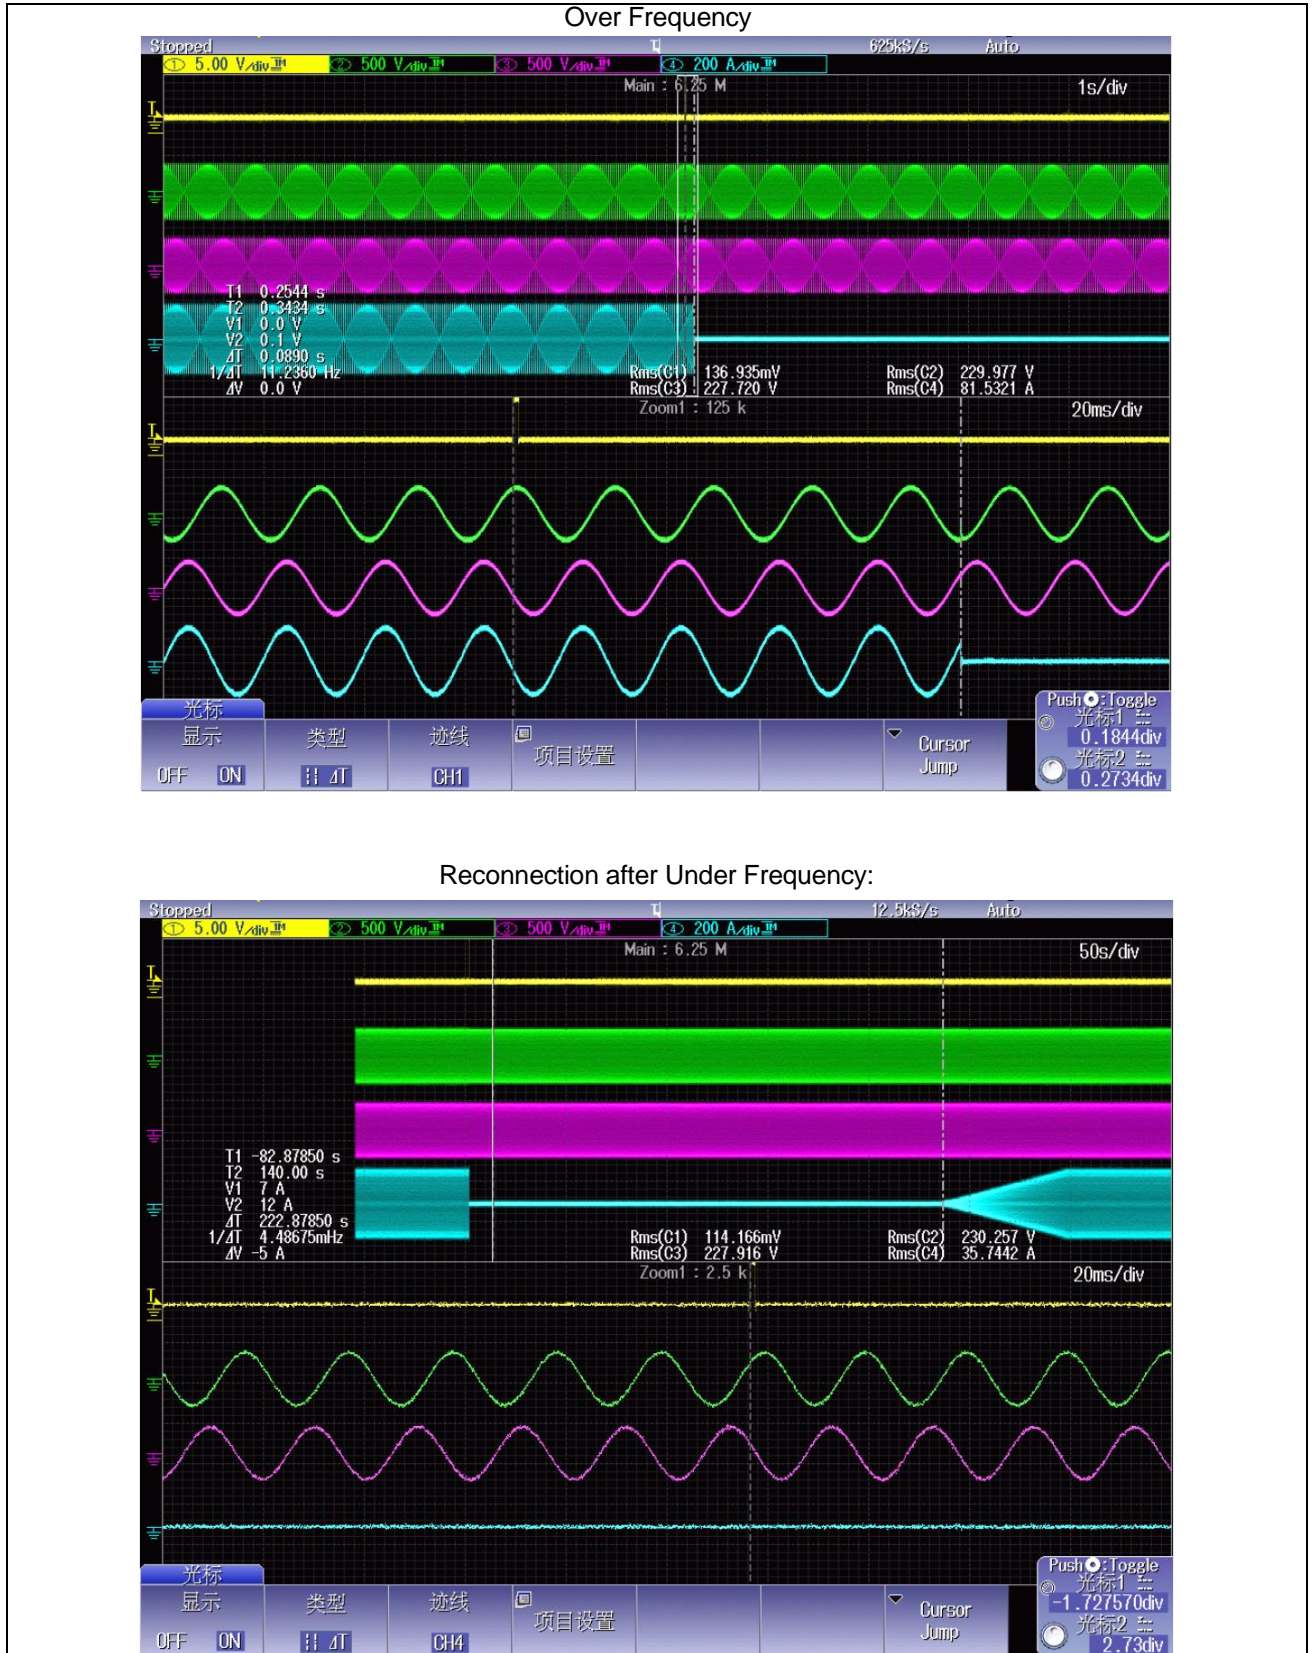 Over Frequency
Stopped 625kS/s Auto
① 5.00 V/div ② 500 V/div ③ 500 V/div ④ 200 A/div
Main : 6.25 M 1s/div
T1 0.2544 s
T2 0.3434 s
V1 0.0 V
V2 0.1 V
ΔT 0.0890 s
1/ΔT 11.2360 Hz Rms(C1) 136.935mV Rms(C2) 229.977 V
ΔV 0.0 V Rms(C3) 227.720 V Rms(C4) 81.5321 A
Zoom1 : 125 k 20ms/div
光标 Push :Toggle
显示 类型 迹线 项目设置 Cursor Jump 光标1
0.1844div
OFF ON ΔT CH1 光标2
0.2734div
Reconnection after Under Frequency:
Stopped 12.5kS/s Auto
① 5.00 V/div ② 500 V/div ③ 500 V/div ④ 200 A/div
Main : 6.25 M 50s/div
T1 -82.87850 s
T2 140.00 s
V1 7 A
V2 12 A
ΔT 222.87850 s
1/ΔT 4.48675mHz Rms(C1) 114.166mV Rms(C2) 230.257 V
ΔV -5 A Rms(C3) 227.916 V Rms(C4) 35.7442 A
Zoom1 : 2.5 k 20ms/div
光标 Push :Toggle
显示 类型 迹线 项目设置 Cursor Jump 光标1
-1.727570div
OFF ON ΔT CH4 光标2
2.73div